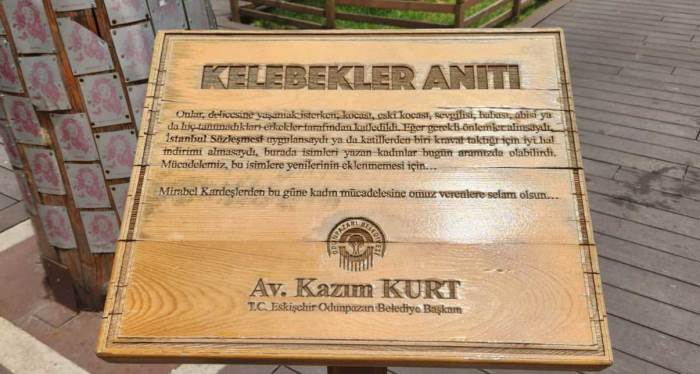 KELEBEKLER ANITI
Onlar, delicesine yaşamak isterken, kocası, eski kocası, sevgilisi, babası, abisi ya
da hiç tanımadıkları erkekler tarafından katledildi. Eğer gerekli önlemler alınsaydı,
İstanbul Sözleşmesi uygulansaydı ya da katillerden biri kravat taktığı için iyi hal
indirimi almasaydı, burada isimleri yazan kadınlar bugün aramızda olabilirdi.
Mücadelemiz, bu isimlere yenilerinin eklenmemesi için...
Mirabel Kardeşlerden bu güne kadın mücadelesine omuz verenlere selam olsun...
ODUNPAZARI BELEDİYESİ
Av. Kazım KURT
T.C. Eskişehir Odunpazarı Belediye Başkanı